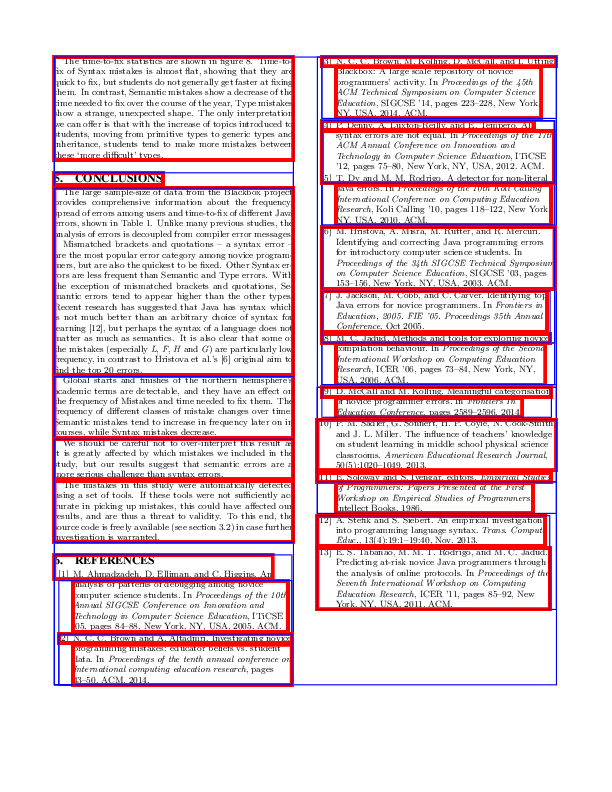 The time-to-fix statistics are shown in figure 8. Time-to-
fix of Syntax mistakes is almost flat, showing that they are
quick to fix, but students do not generally get faster at fixing
them. In contrast, Semantic mistakes show a decrease of the
time needed to fix over the course of the year, Type mistakes
show a strange, unexpected shape. The only interpretation
we can offer is that with the increase of topics introduced to
students, moving from primitive types to generic types and
inheritance, students tend to make more mistakes between
these 'more difficult' types.
5. CONCLUSIONS
The large sample-size of data from the Blackbox project
provides comprehensive information about the frequency,
spread of errors among users and time-to-fix of different Java
errors, shown in Table 1. Unlike many previous studies, the
analysis of errors is decoupled from compiler error messages.
Mismatched brackets and quotations – a syntax error –
are the most popular error category among novice program-
mers, but are also the quickest to be fixed. Other Syntax er-
rors are less frequent than Semantic and Type errors. With
the exception of mismatched brackets and quotations, Se-
mantic errors tend to appear higher than the other types.
Recent research has suggested that Java has syntax which
is not much better than an arbitrary choice of syntax for
learning [12], but perhaps the syntax of a language does not
matter as much as semantics. It is also clear that some of
the mistakes (especially L, F, H and G) are particularly low
frequency, in contrast to Hristova et al.'s [6] original aim to
find the top 20 errors.
Global starts and finishes of the northern hemisphere's
academic terms are detectable, and they have an effect on
the frequency of Mistakes and time needed to fix them. The
frequency of different classes of mistake changes over time:
Semantic mistakes tend to increase in frequency later on in
courses, while Syntax mistakes decrease.
We should be careful not to over-interpret this result as
it is greatly affected by which mistakes we included in the
study, but our results suggest that semantic errors are a
more serious challenge than syntax errors.
The mistakes in this study were automatically detected
using a set of tools. If these tools were not sufficiently ac-
curate in picking up mistakes, this could have affected our
results, and are thus a threat to validity. To this end, the
source code is freely available (see section 3.2) in case further
investigation is warranted.
6. REFERENCES
[1] M. Ahmadzadeh, D. Elliman, and C. Higgins. An
analysis of patterns of debugging among novice
computer science students. In Proceedings of the 10th
Annual SIGCSE Conference on Innovation and
Technology in Computer Science Education, ITiCSE
'05, pages 84–88, New York, NY, USA, 2005. ACM.
[2] N. C. C. Brown and A. Altadmri. Investigating novice
programming mistakes: educator beliefs vs. student
data. In Proceedings of the tenth annual conference on
International computing education research, pages
43–50. ACM, 2014.
[3] N. C. C. Brown, M. Kölling, D. McCall, and I. Utting.
Blackbox: A large scale repository of novice
programmers' activity. In Proceedings of the 45th
ACM Technical Symposium on Computer Science
Education, SIGCSE '14, pages 223–228, New York,
NY, USA, 2014. ACM.
[4] P. Denny, A. Luxton-Reilly, and E. Tempero. All
syntax errors are not equal. In Proceedings of the 17th
ACM Annual Conference on Innovation and
Technology in Computer Science Education, ITiCSE
'12, pages 75–80, New York, NY, USA, 2012. ACM.
[5] T. Dy and M. M. Rodrigo. A detector for non-literal
Java errors. In Proceedings of the 10th Koli Calling
International Conference on Computing Education
Research, Koli Calling '10, pages 118–122, New York,
NY, USA, 2010. ACM.
[6] M. Hristova, A. Misra, M. Rutter, and R. Mercuri.
Identifying and correcting Java programming errors
for introductory computer science students. In
Proceedings of the 34th SIGCSE Technical Symposium
on Computer Science Education, SIGCSE '03, pages
153–156, New York, NY, USA, 2003. ACM.
[7] J. Jackson, M. Cobb, and C. Carver. Identifying top
Java errors for novice programmers. In Frontiers in
Education, 2005. FIE '05. Proceedings 35th Annual
Conference, Oct 2005.
[8] M. C. Jadud. Methods and tools for exploring novice
compilation behaviour. In Proceedings of the Second
International Workshop on Computing Education
Research, ICER '06, pages 73–84, New York, NY,
USA, 2006. ACM.
[9] D. McCall and M. Kölling. Meaningful categorisation
of novice programmer errors. In Frontiers In
Education Conference, pages 2589–2596, 2014.
[10] P. M. Sadler, G. Sonnert, H. P. Coyle, N. Cook-Smith,
and J. L. Miller. The influence of teachers' knowledge
on student learning in middle school physical science
classrooms. American Educational Research Journal,
50(5):1020–1049, 2013.
[11] E. Soloway and S. Iyengar, editors. Empirical Studies
of Programmers: Papers Presented at the First
Workshop on Empirical Studies of Programmers.
Intellect Books, 1986.
[12] A. Stefik and S. Siebert. An empirical investigation
into programming language syntax. Trans. Comput.
Educ., 13(4):19:1–19:40, Nov. 2013.
[13] E. S. Tabanao, M. M. T. Rodrigo, and M. C. Jadud.
Predicting at-risk novice Java programmers through
the analysis of online protocols. In Proceedings of the
Seventh International Workshop on Computing
Education Research, ICER '11, pages 85–92, New
York, NY, USA, 2011. ACM.